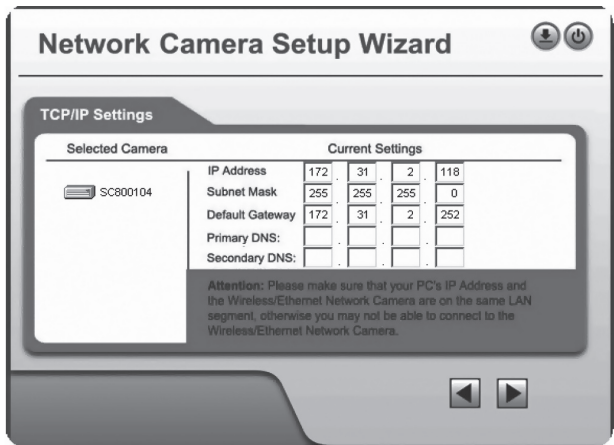 Network Camera Setup Wizard
TCP/IP Settings
Selected Camera
Current Settings
SC800104
IP Address 172 . 31 . 2 . 118
Subnet Mask 255 . 255 . 255 . 0
Default Gateway 172 . 31 . 2 . 252
Primary DNS: . . .
Secondary DNS: . . .
Attention: Please make sure that your PC's IP Address and
the Wireless/Ethernet Network Camera are on the same LAN
segment, otherwise you may not be able to connect to the
Wireless/Ethernet Network Camera.